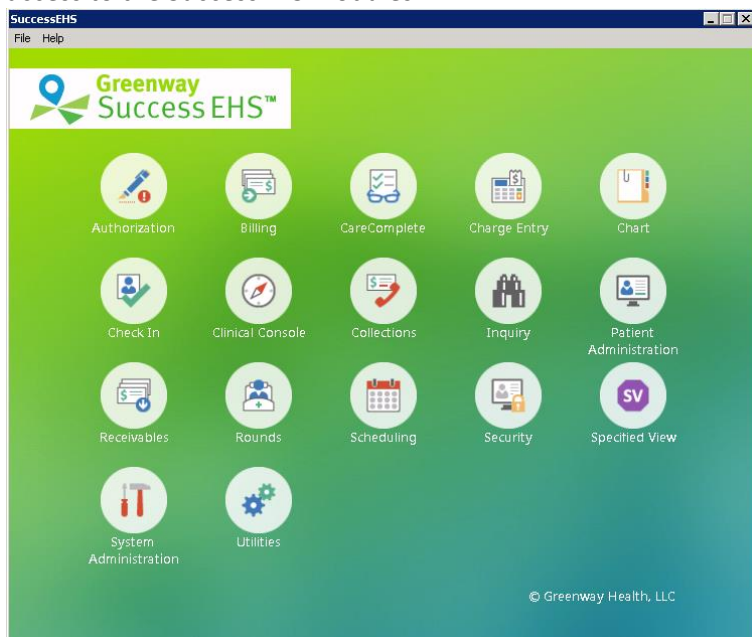 SuccessEHS
File Help
Greenway
Success EHS™
Authorization Billing CareComplete Charge Entry Chart
Check In Clinical Console Collections Inquiry Patient
Administration
Receivables Rounds Scheduling Security SV Specified View
System Utilities
Administration
© Greenway Health, LLC